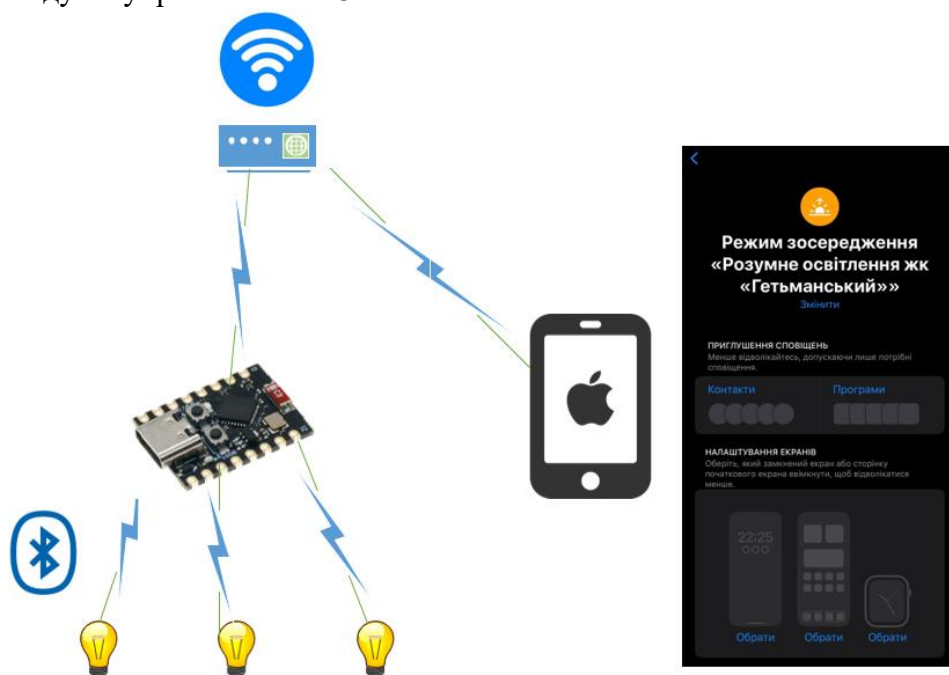 Режим зосередження
«Розумне освітлення жк
«Гетьманський»»
Змінити
ПРИГЛУШЕННЯ СПОВІЩЕНЬ
Менше відволікайтесь, допускаючи лише потрібні
сповіщення.
Контакти
Програми
НАЛАШТУВАННЯ ЕКРАНІВ
Оберіть, який замкнений екран або сторінку
початкового екрана ввімкнути, щоб відволікатися
менше.
22:25
Обрати
Обрати
Обрати